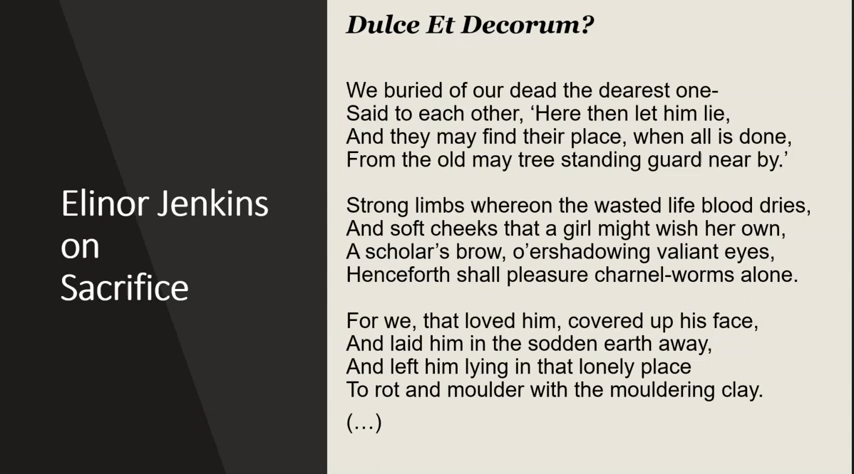 Elinor Jenkins
on
Sacrifice
Dulce Et Decorum?
We buried of our dead the dearest one-
Said to each other, ‘Here then let him lie,
And they may find their place, when all is done,
From the old may tree standing guard near by.’
Strong limbs whereon the wasted life blood dries,
And soft cheeks that a girl might wish her own,
A scholar’s brow, o’ershadowing valiant eyes,
Henceforth shall pleasure charnel-worms alone.
For we, that loved him, covered up his face,
And laid him in the sodden earth away,
And left him lying in that lonely place
To rot and moulder with the mouldering clay.
(…)